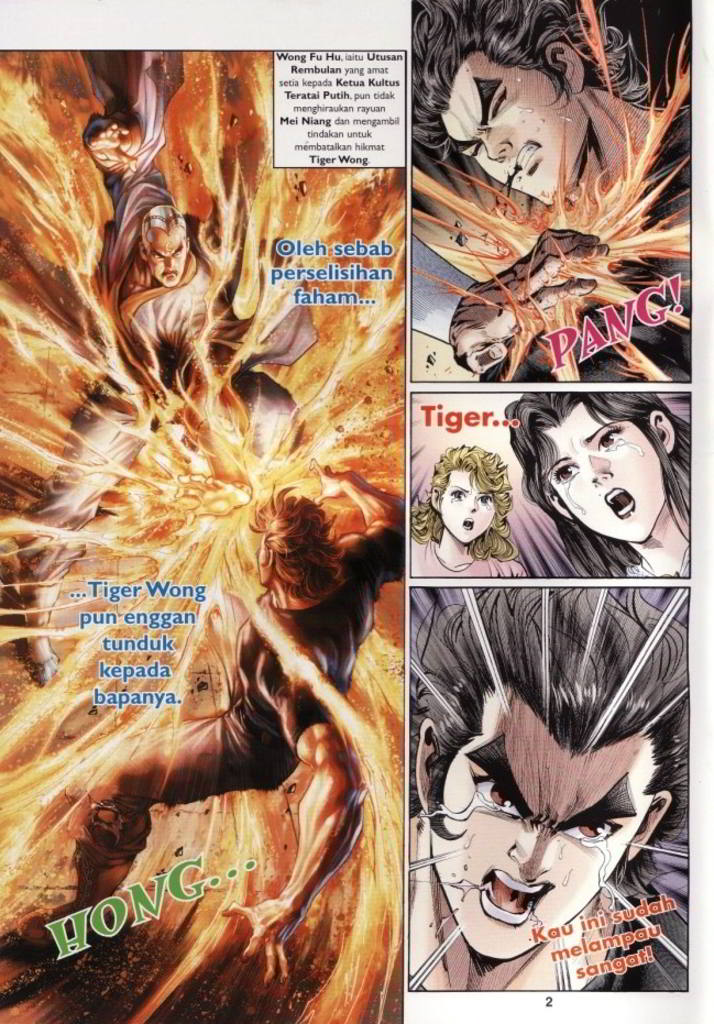 Wong Fu Hu, iaitu Utusan
Rembulan yang amat
setia kepada Ketua Kultus
Teratai Putih, pun tidak
menghiraukan rayuan
Mei Niang dan mengambil
tindakan untuk
membatalkan hikmat
Tiger Wong.
Oleh sebab
perselisihan
faham...
...Tiger Wong
pun enggan
tunduk
kepada
bapanya.
HONG...
PANG!
Tiger...
Kau ini sudah
melampau
sangat!
2